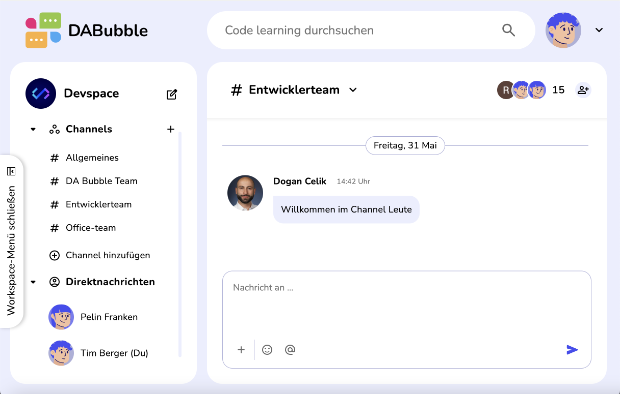 DABubble
Code learning durchsuchen
Devspace
Channels
# Allgemeines
# DA Bubble Team
# Entwicklerteam
# Office-team
Channel hinzufügen
Direktnachrichten
Pelin Franken
Tim Berger (Du)
Workspace-Menü schließen
# Entwicklerteam
R
15
Freitag, 31 Mai
Dogan Celik 14:42 Uhr
Willkommen im Channel Leute
Nachricht an ...
@